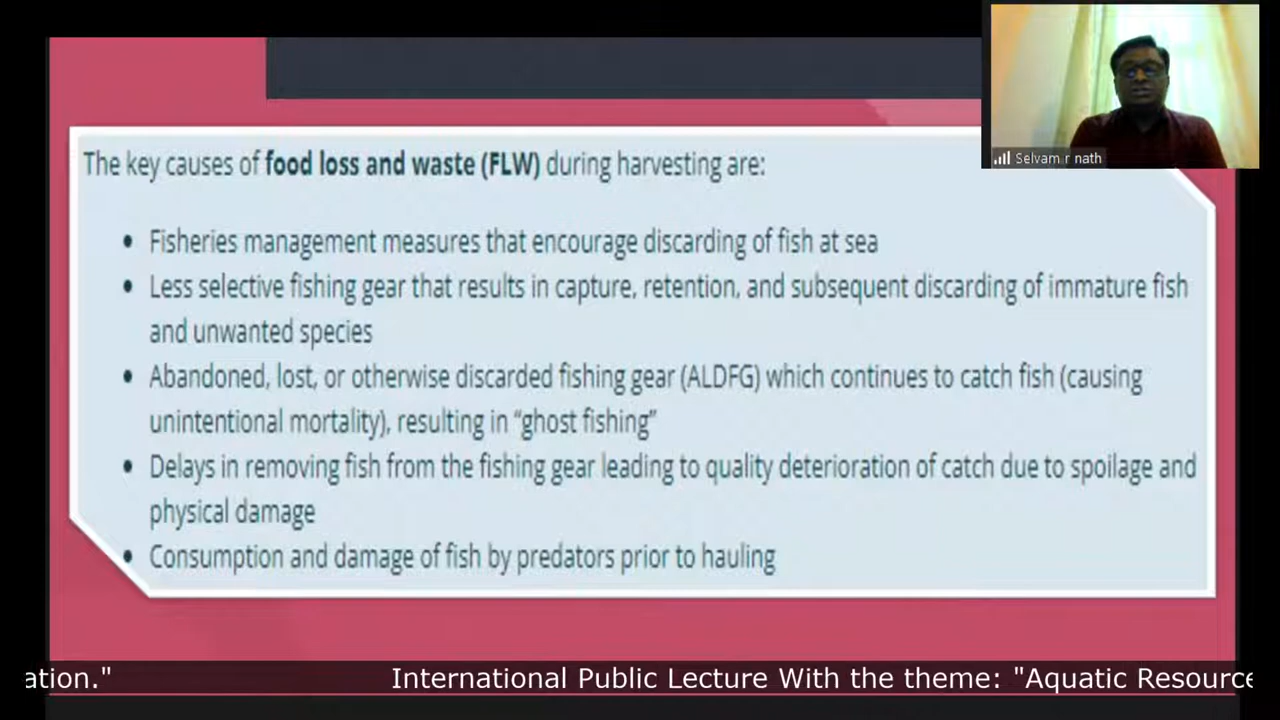 The key causes of food loss and waste (FLW) during harvesting are:
• Fisheries management measures that encourage discarding of fish at sea
• Less selective fishing gear that results in capture, retention, and subsequent discarding of immature fish
and unwanted species
• Abandoned, lost, or otherwise discarded fishing gear (ALDFG) which continues to catch fish (causing
unintentional mortality), resulting in “ghost fishing”
• Delays in removing fish from the fishing gear leading to quality deterioration of catch due to spoilage and
physical damage
• Consumption and damage of fish by predators prior to hauling
Selvam r nath
ation." International Public Lecture With the theme: "Aquatic Resource